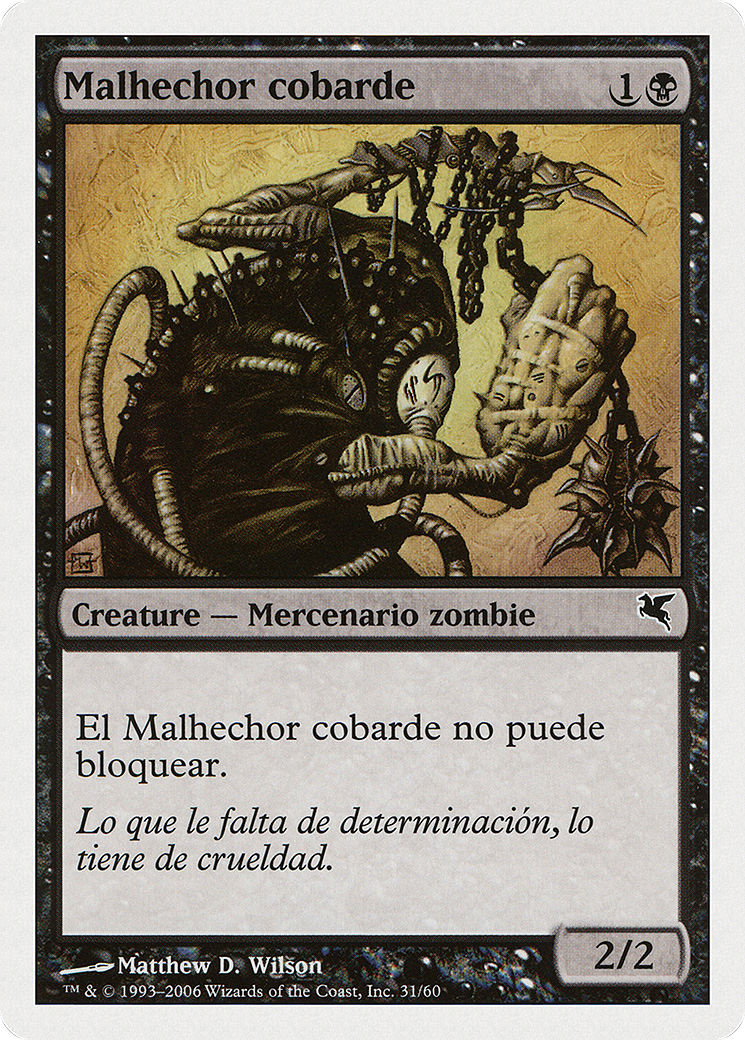 Malhechor cobarde 1
Creature — Mercenario zombie
El Malhechor cobarde no puede
bloquear.
Lo que le falta de determinación, lo
tiene de crueldad.
2/2
Matthew D. Wilson
™ & © 1993–2006 Wizards of the Coast, Inc. 31/60